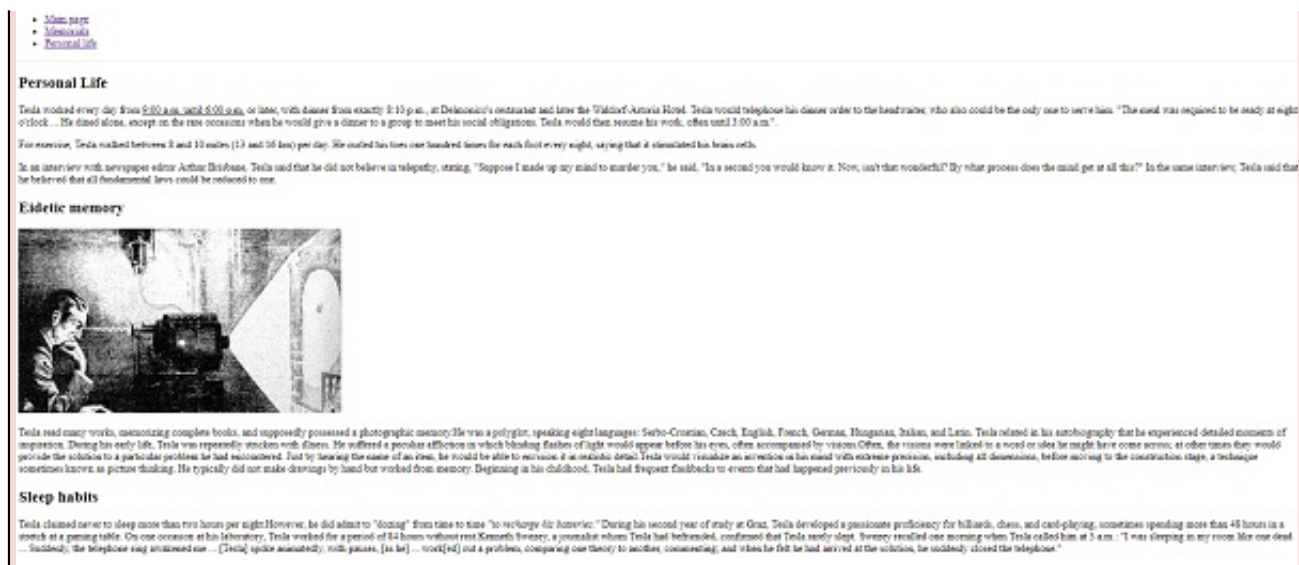 Main page
Memorials
Personal life
Personal Life
Tesla worked every day from 9:00 a.m. until 6:00 p.m. or later, with dinner from exactly 8:10 p.m., at Delmonico's restaurant and later the Waldorf-Astoria Hotel. Tesla would telephone his dinner order to the headwaiter, who also could be the only one to serve him. "The meal was required to be ready at eight
o'clock ... He dined alone, except on the rare occasions when he would give a dinner to a group to meet his social obligations. Tesla would then resume his work, often until 3:00 a.m.".
For exercise, Tesla walked between 8 and 10 miles (13 and 16 km) per day. He curled his toes one hundred times for each foot every night, saying that it stimulated his brain cells.
In an interview with newspaper editor Arthur Brisbane, Tesla said that he did not believe in telepathy, stating, "Suppose I made up my mind to murder you," he said, "In a second you would know it. Now, isn't that wonderful? By what process does the mind get at all this?" In the same interview, Tesla said that
he believed that all fundamental laws could be reduced to one.
Eidetic memory
Tesla read many works, memorizing complete books, and supposedly possessed a photographic memory.He was a polyglot, speaking eight languages: Serbo-Croatian, Czech, English, French, German, Hungarian, Italian, and Latin. Tesla related in his autobiography that he experienced detailed moments of
inspiration. During his early life, Tesla was repeatedly stricken with illness. He suffered a peculiar affliction in which blinding flashes of light would appear before his eyes, often accompanied by visions.Often, the visions were linked to a word or idea he might have come across; at other times they would
provide the solution to a particular problem he had encountered. Just by hearing the name of an item, he would be able to envision it in realistic detail.Tesla would visualize an invention in his mind with extreme precision, including all dimensions, before moving to the construction stage, a technique
sometimes known as picture thinking. He typically did not make drawings by hand but worked from memory. Beginning in his childhood, Tesla had frequent flashbacks to events that had happened previously in his life.
Sleep habits
Tesla claimed never to sleep more than two hours per night.However, he did admit to "dozing" from time to time "to recharge his batteries." During his second year of study at Graz, Tesla developed a passionate proficiency for billiards, chess, and card-playing, sometimes spending more than 48 hours in a
stretch at a gaming table. On one occasion at his laboratory, Tesla worked for a period of 84 hours without rest.Kenneth Swezey, a journalist whom Tesla had befriended, confirmed that Tesla rarely slept. Swezey recalled one morning when Tesla called him at 3 a.m.: "I was sleeping in my room like one dead
... Suddenly, the telephone ring awakened me ... [Tesla] spoke animatedly, with pauses, [as he] ... work[ed] out a problem, comparing one theory to another, commenting; and when he felt he had arrived at the solution, he suddenly closed the telephone."